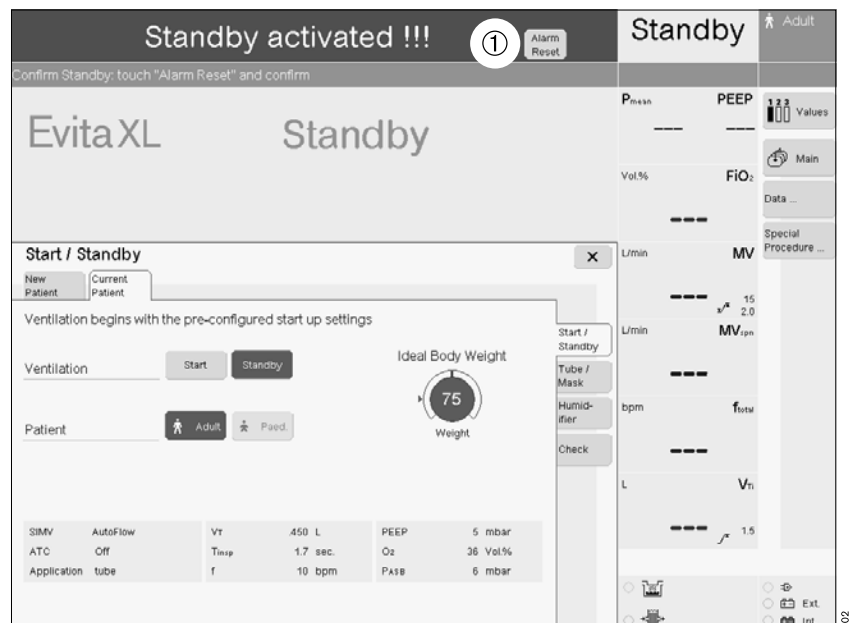 Standby activated !!!
①
Alarm
Reset
Standby
Adult
Confirm Standby: touch "Alarm Reset" and confirm
Evita XL
Standby
Pmean PEEP
--- ---
1 2 3
Values
Main
Vol.% FiO2
---
Data ...
Special
Procedure ...
Start / Standby
×
L/min MV
---
15
2.0
New
Patient
Current
Patient
Ventilation begins with the pre-configured start up settings
Start /
Standby
Tube /
Mask
Humid-
ifier
Check
Ventilation
Start
Standby
Ideal Body Weight
75
Weight
Patient
Adult
Paed.
L/min MVspn
---
bpm ftotal
---
L VTi
---
1.5
SIMV AutoFlow VT .450 L PEEP 5 mbar
ATC Off Tinsp 1.7 sec. O2 36 Vol.%
Application tube f 10 bpm PASB 6 mbar
Ext.
Int.
02